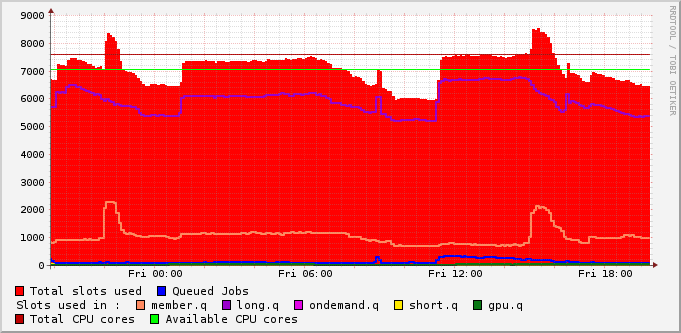 9000
8000
7000
6000
5000
4000
3000
2000
1000
0
Fri 00:00 Fri 06:00 Fri 12:00 Fri 18:00
Total slots used Queued Jobs
Slots used in : member.q long.q ondemand.q short.q gpu.q
Total CPU cores Available CPU cores
RRDTOOL / TOBI OETIKER